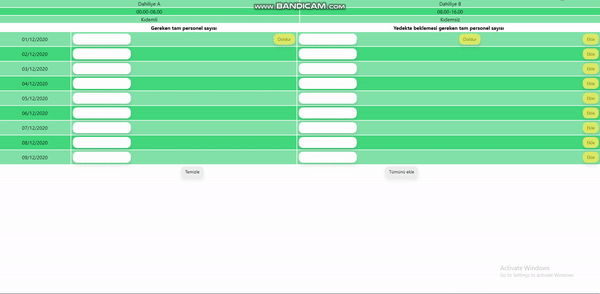 Dahiliye A Dahiliye B
www.BANDICAM.com
00.00-08.00 08.00-16.00
Kıdemli Kıdemsiz
Gereken tam personel sayısı Yedekte beklemesi gereken tam personel sayısı
01/12/2020 Doldur Doldur Ekle
02/12/2020 Ekle
03/12/2020 Ekle
04/12/2020 Ekle
05/12/2020 Ekle
06/12/2020 Ekle
07/12/2020 Ekle
08/12/2020 Ekle
09/12/2020 Ekle
Temizle Tümünü ekle
Activate Windows
Go to Settings to activate Windows.